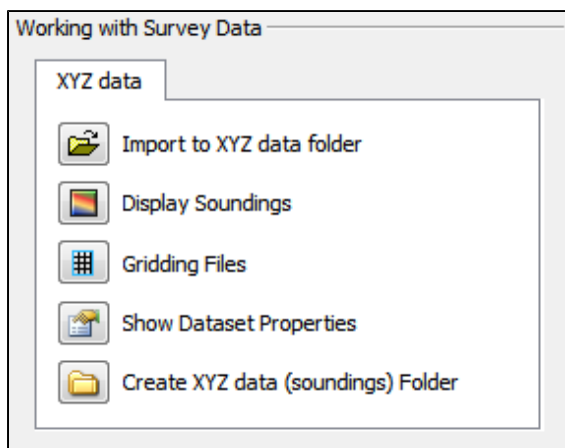 Working with Survey Data
XYZ data
Import to XYZ data folder
Display Soundings
Gridding Files
Show Dataset Properties
Create XYZ data (soundings) Folder